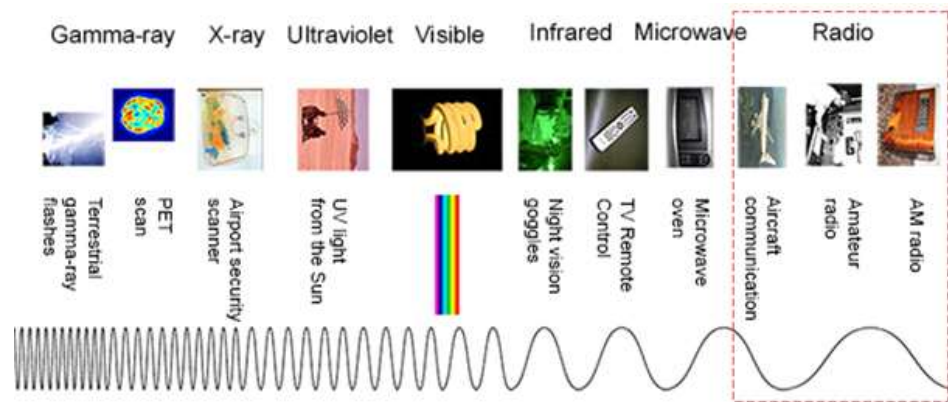 Gamma-ray X-ray Ultraviolet Visible Infrared Microwave Radio
Terrestrial
gamma-ray
flashes
PET
scan
Airport security
scanner
UV light
from the Sun
Night vision
goggles
TV Remote
Control
Microwave
oven
Aircraft
communication
Amateur
radio
AM radio